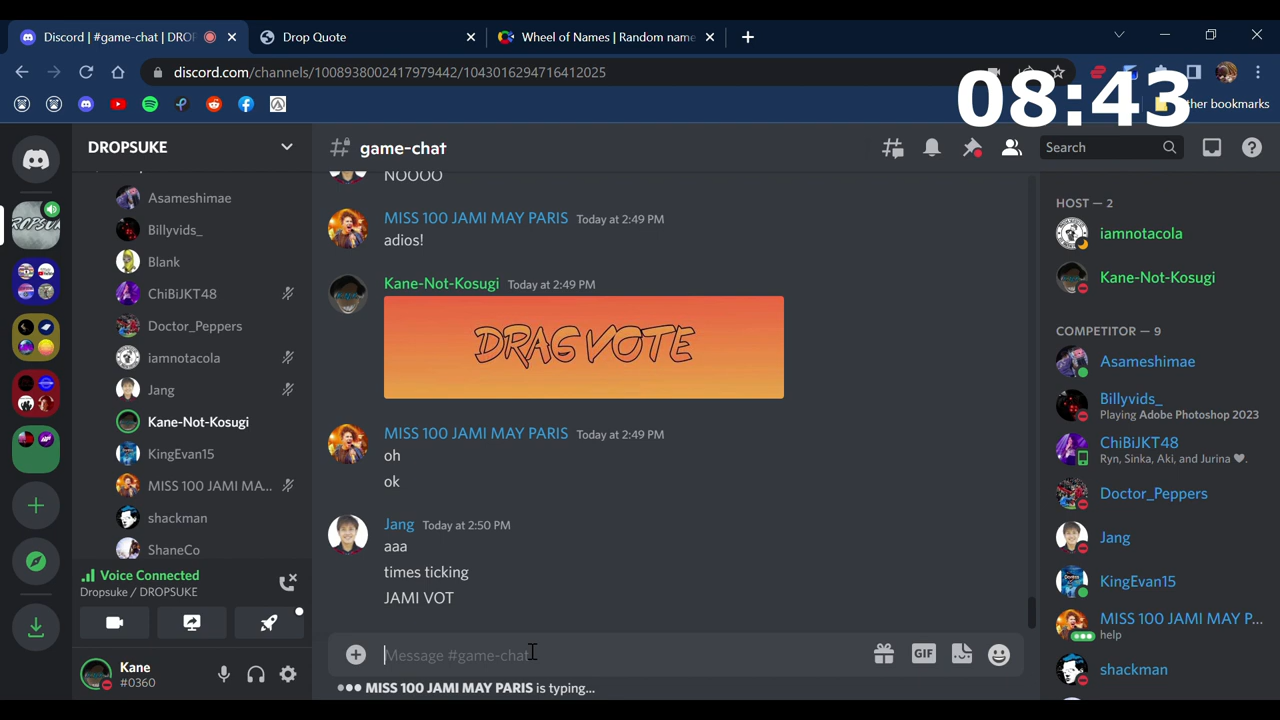 Discord | #game-chat | DRO
Drop Quote
Wheel of Names | Random name
discord.com/channels/1008938002417979442/1043016294716412025
08:43
her bookmarks
DROPSUKE
game-chat
Search
Asameshimae
Billyvids_
Blank
ChiBiJKT48
Doctor_Peppers
iamnotacola
Jang
Kane-Not-Kosugi
KingEvan15
MISS 100 JAMI MA...
shackman
ShaneCo
Voice Connected
Dropsuke / DROPSUKE
Kane
#0360
NOOOO
MISS 100 JAMI MAY PARIS Today at 2:49 PM
adios!
Kane-Not-Kosugi Today at 2:49 PM
DRAG VOTE
MISS 100 JAMI MAY PARIS Today at 2:49 PM
oh
ok
Jang Today at 2:50 PM
aaa
times ticking
JAMI VOT
Message #game-chat
GIF
MISS 100 JAMI MAY PARIS is typing...
HOST — 2
iamnotacola
Kane-Not-Kosugi
COMPETITOR — 9
Asameshimae
Billyvids_
Playing Adobe Photoshop 2023
ChiBiJKT48
Ryn, Sinka, Aki, and Jurina ♥.
Doctor_Peppers
Jang
KingEvan15
MISS 100 JAMI MAY P...
help
shackman